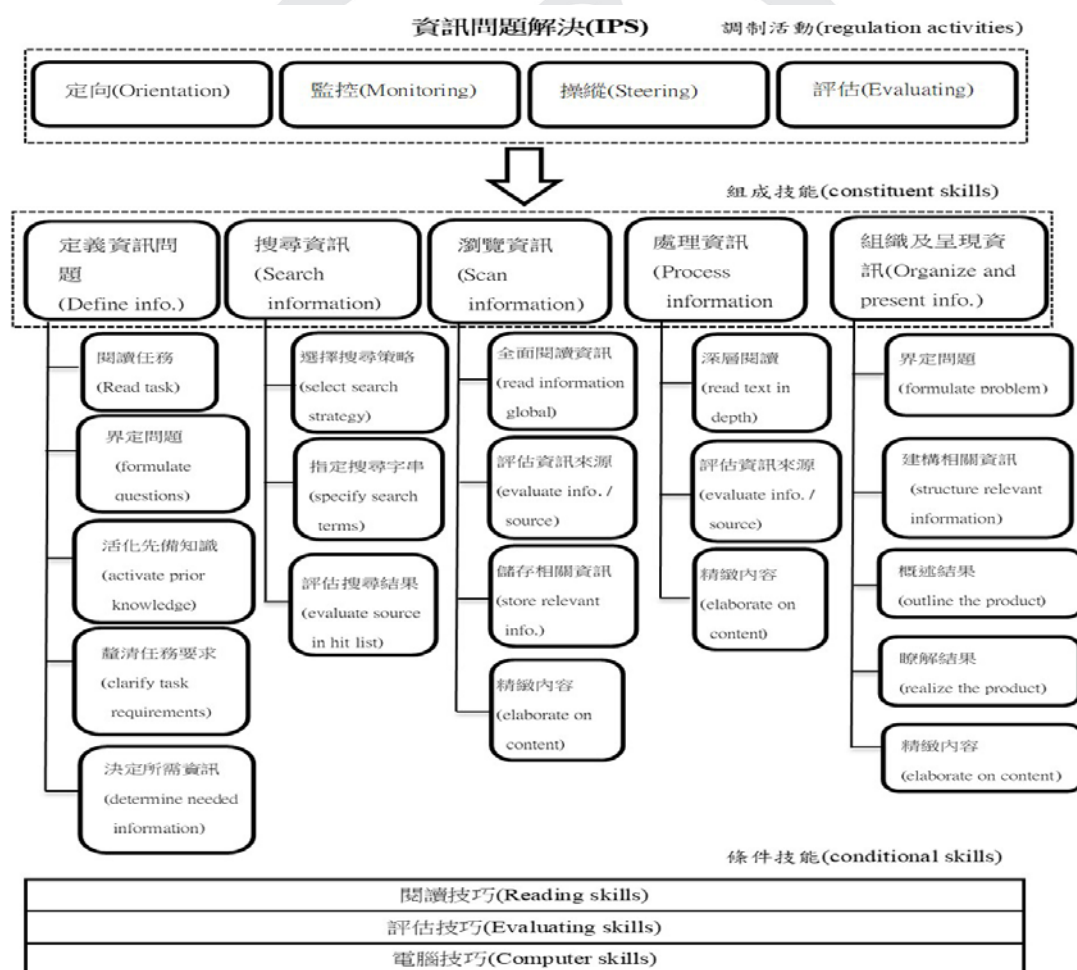 資訊問題解決(IPS)
調制活動(regulation activities)
定向(Orientation)
監控(Monitoring)
操縱(Steering)
評估(Evaluating)
組成技能(constituent skills)
定義資訊問
題
(Define info.)
搜尋資訊
(Search
information)
瀏覽資訊
(Scan
information)
處理資訊
(Process
information
組織及呈現資
訊(Organize and
present info.)
閱讀任務
(Read task)
界定問題
(formulate
questions)
活化先備知識
(activate prior
knowledge)
釐清任務要求
(clarify task
requirements)
決定所需資訊
(determine needed
information)
選擇搜尋策略
(select search
strategy)
指定搜尋字串
(specify search
terms)
評估搜尋結果
(evaluate source
in hit list)
全面閱讀資訊
(read information
global)
評估資訊來源
(evaluate info. /
source)
儲存相關資訊
(store relevant
info.)
精緻內容
(elaborate on
content)
深層閱讀
(read text in
depth)
評估資訊來源
(evaluate info. /
source)
精緻內容
(elaborate on
content)
界定問題
(formulate problem)
建構相關資訊
(structure relevant
information)
概述結果
(outline the product)
瞭解結果
(realize the product)
精緻內容
(elaborate on content)
條件技能(conditional skills)
閱讀技巧(Reading skills)
評估技巧(Evaluating skills)
電腦技巧(Computer skills)